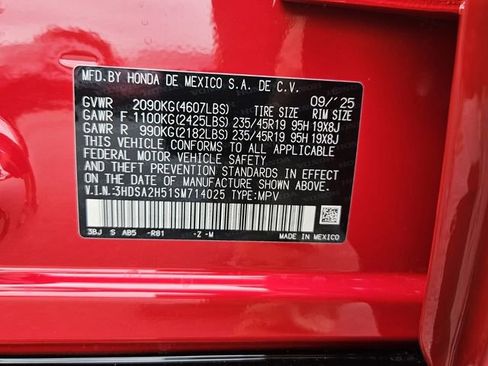 MFD.BY HONDA DE MEXICO S.A. DE C.V.
GVWR 2090KG(4607LBS) TIRE SIZE 09/'25 RIM SIZE
GAWR F 1100KG(2425LBS) 235/45R19 95H 19X8J
GAWR R 990KG(2182LBS) 235/45R19 95H 19X8J
THIS VEHICLE CONFORMS TO ALL APPLICABLE
FEDERAL MOTOR VEHICLE SAFETY
AND THEFT PREVENTION STANDARDS IN EFFECT
ON THE DATE OF MANUFACTURE SHOWN ABOVE.
V.I.N.:3HDSA2H51SM714025 TYPE:MPV
3BJ S AB5 -R81 -Z -M MADE IN MEXICO